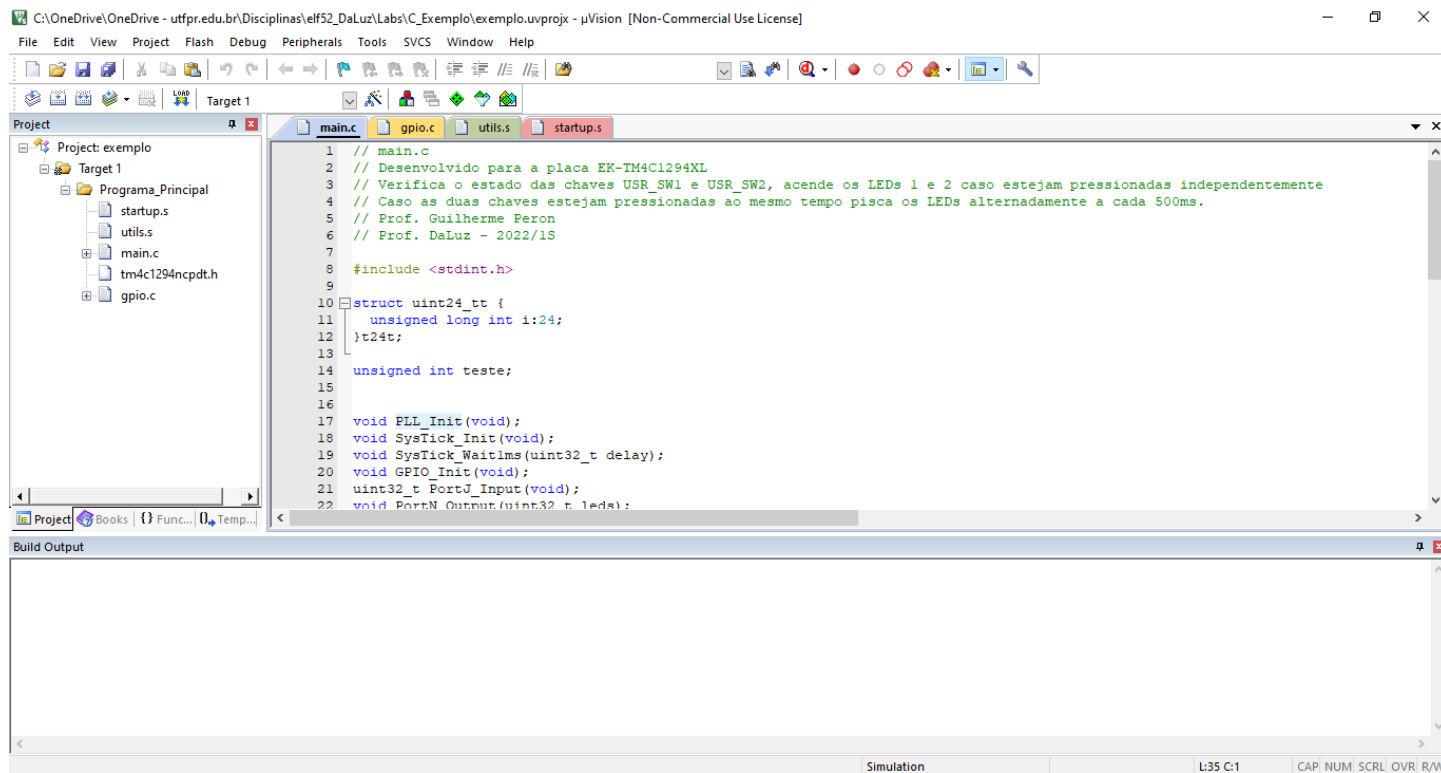 C:\OneDrive\OneDrive - utfpr.edu.br\Disciplinas\elf52_DaLuz\Labs\C_Exemplo\exemplo.uvprojx - µVision [Non-Commercial Use License]
File Edit View Project Flash Debug Peripherals Tools SVCS Window Help
LOAD Target 1
Project
main.c gpio.c utils.s startup.s
Project: exemplo
Target 1
Programa_Principal
startup.s
utils.s
main.c
tm4c1294ncpdt.h
gpio.c
1 // main.c
2 // Desenvolvido para a placa EK-TM4C1294XL
3 // Verifica o estado das chaves USR_SW1 e USR_SW2, acende os LEDs 1 e 2 caso estejam pressionadas independentemente
4 // Caso as duas chaves estejam pressionadas ao mesmo tempo pisca os LEDs alternadamente a cada 500ms.
5 // Prof. Guilherme Peron
6 // Prof. DaLuz - 2022/1S
7
8 #include <stdint.h>
9
10 struct uint24_tt {
11 unsigned long int i:24;
12 }t24t;
13
14 unsigned int teste;
15
16
17 void PLL_Init(void);
18 void SysTick_Init(void);
19 void SysTick_Wait1ms(uint32_t delay);
20 void GPIO_Init(void);
21 uint32_t PortJ_Input(void);
22 void PortN_Output(uint32_t leds);
Project Books {} Func... Temp...
Build Output
Simulation L:35 C:1 CAP NUM SCRL OVR R/W